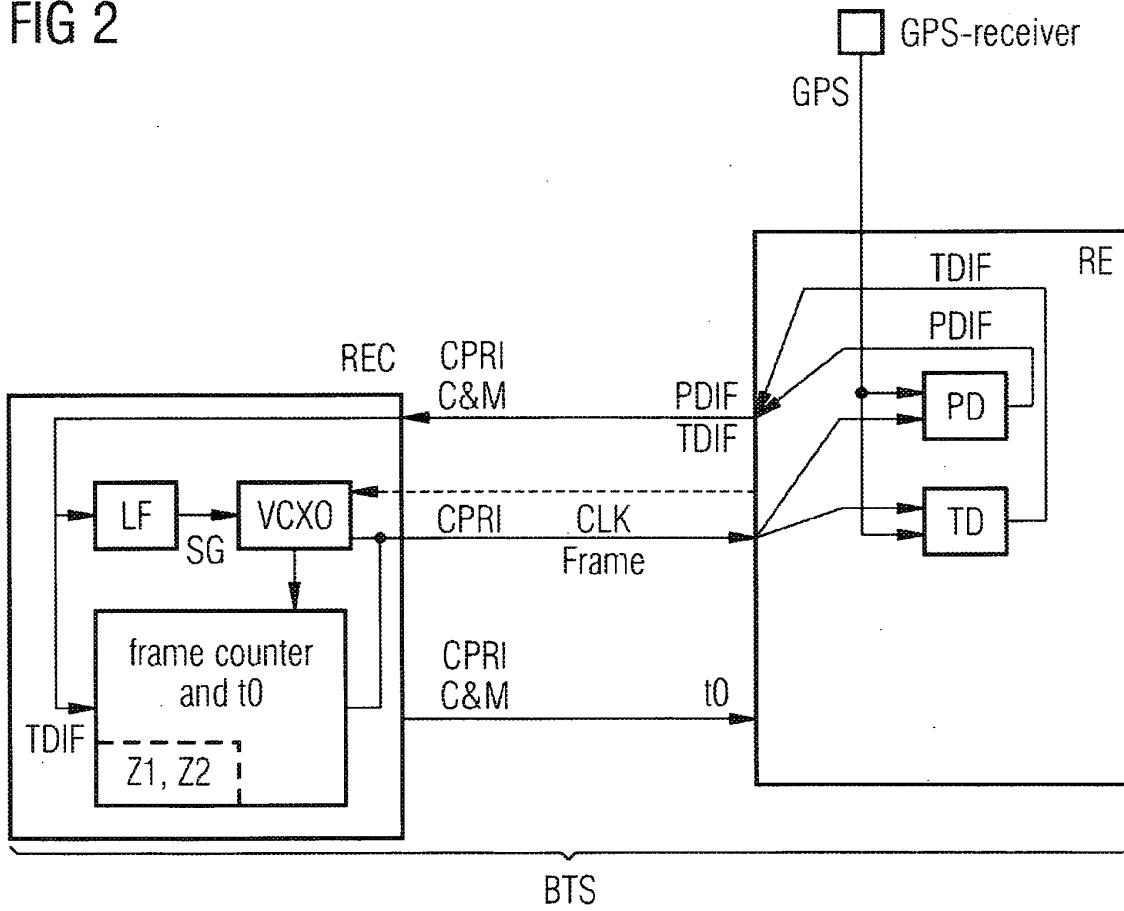 FIG 2
GPS-receiver
GPS
RE
TDIF
PDIF
PD
TD
REC
CPRI
C&M
PDIF
TDIF
LF
SG
VCXO
CPRI
CLK
Frame
frame counter
and t0
TDIF
Z1, Z2
CPRI
C&M
t0
BTS